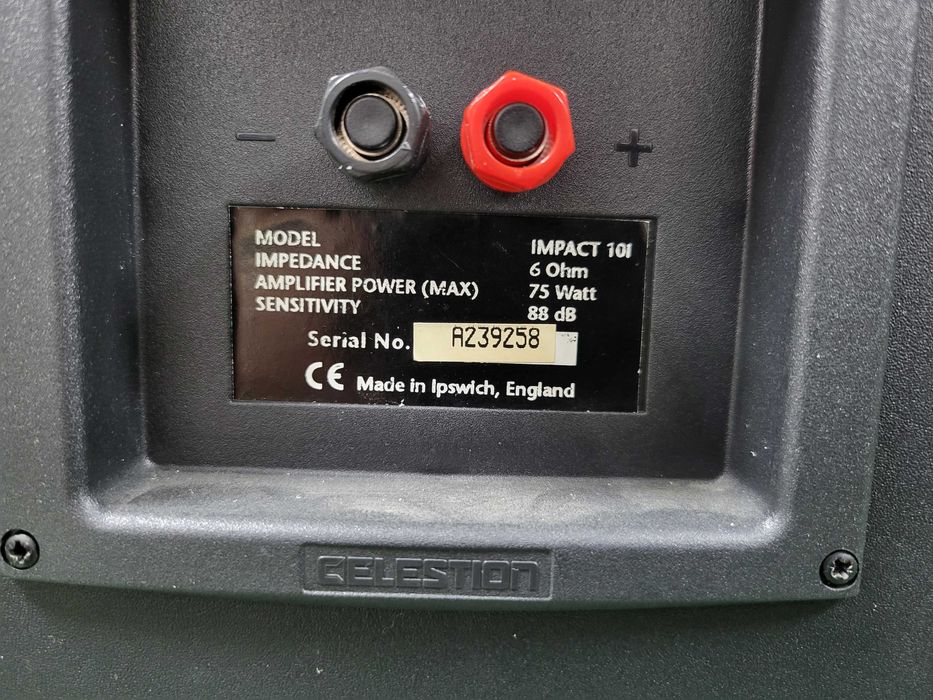 - +
MODEL IMPACT 10I
IMPEDANCE 6 Ohm
AMPLIFIER POWER (MAX) 75 Watt
SENSITIVITY 88 dB
Serial No. A239258
CE Made in Ipswich, England
CELESTION